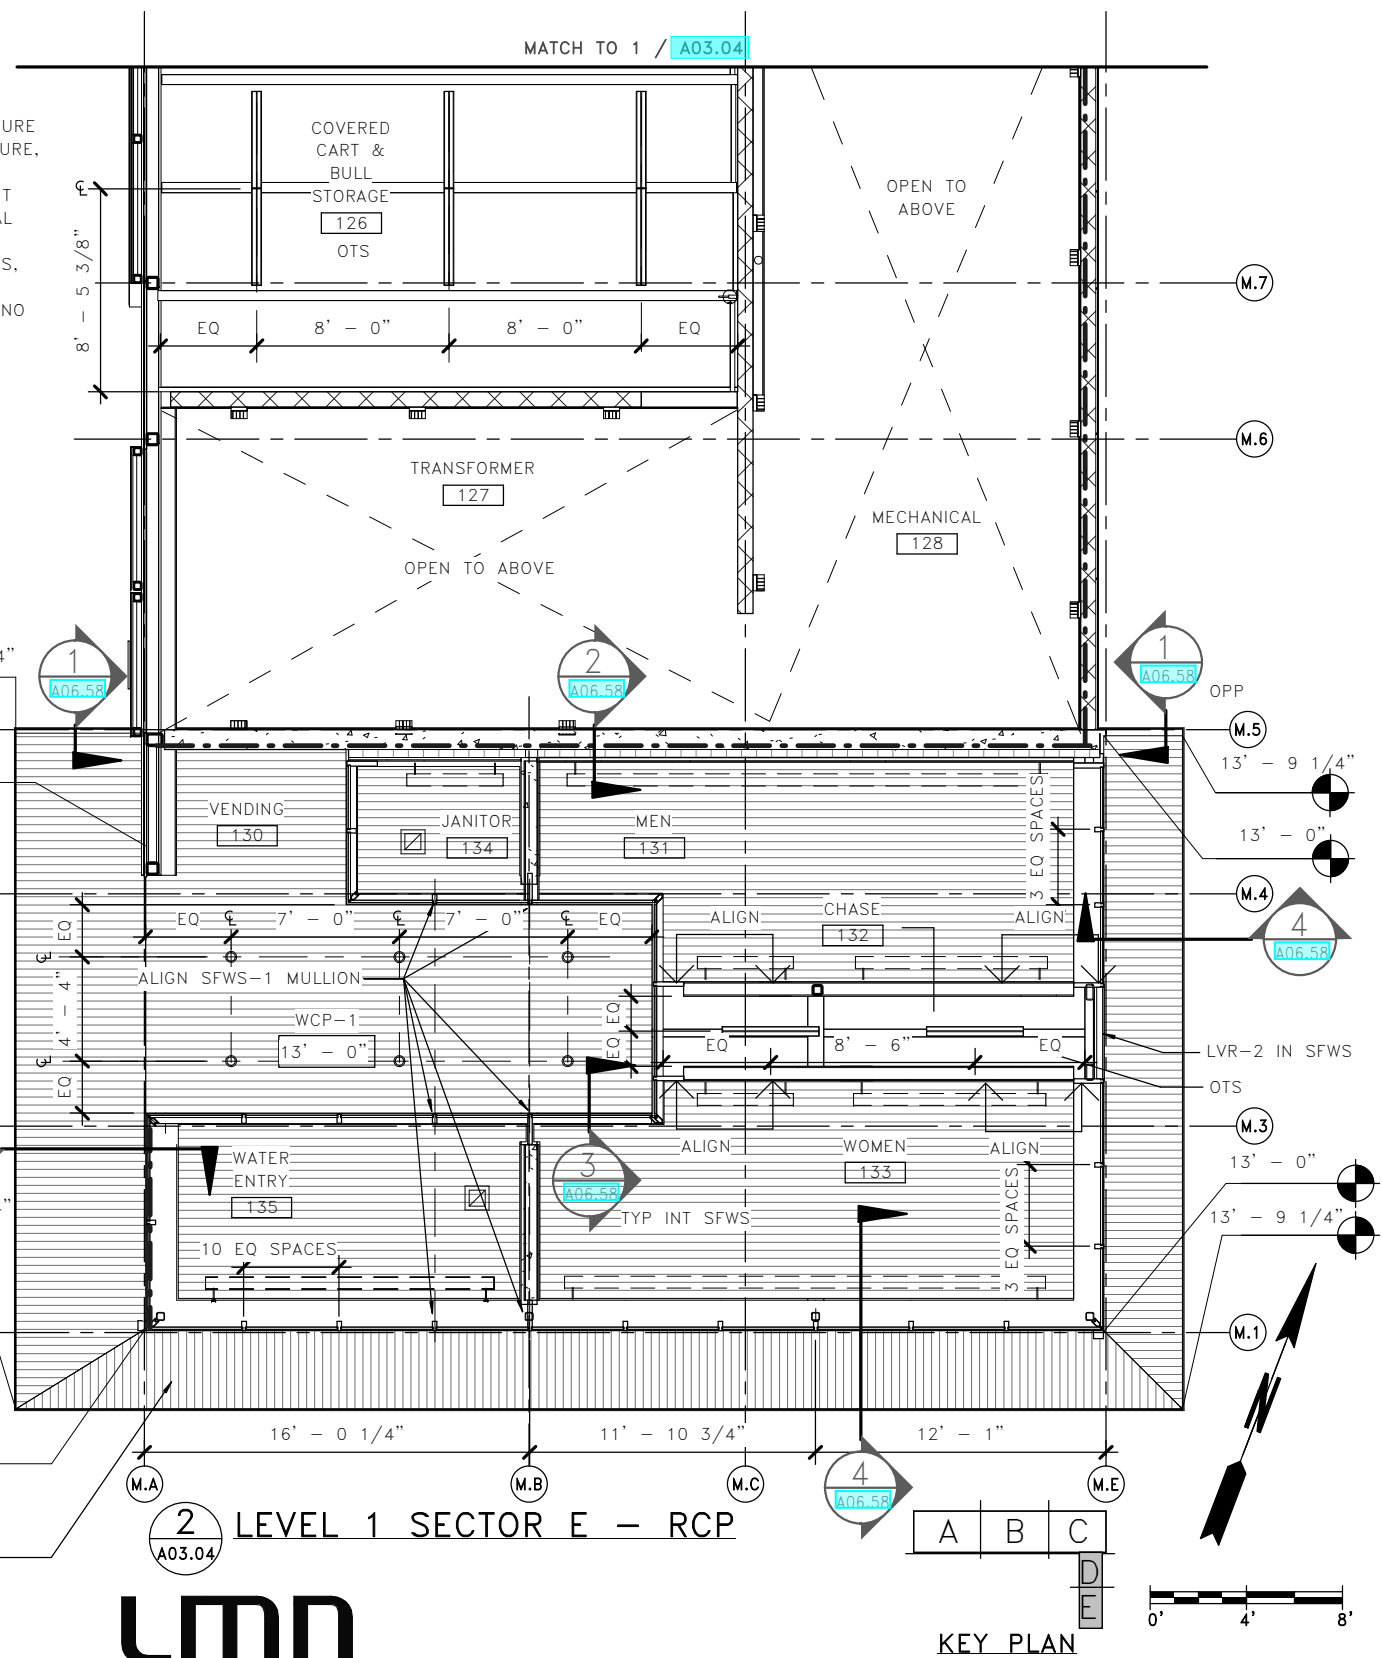 MATCH TO 1 / A03.04
TURE
URE,
T
AL
S,
NO
COVERED
CART &
BULL
STORAGE
126
OTS
OPEN TO
ABOVE
8' - 5 3/8"
M.7
EQ
8' - 0"
8' - 0"
EQ
M.6
TRANSFORMER
127
OPEN TO ABOVE
MECHANICAL
128
4"
1
A06.58
2
A06.58
1
A06.58
OPP
M.5
13' - 9 1/4"
13' - 0"
VENDING
130
JANITOR
134
MEN
131
3 EQ SPACES
M.4
4
A06.58
EQ
EQ
7' - 0"
7' - 0"
EQ
ALIGN
CHASE
132
ALIGN
4' - 4"
ALIGN SFWS-1 MULLION
WCP-1
13' - 0"
EQ
EQ
EQ
EQ
8' - 6"
EQ
LVR-2 IN SFWS
OTS
M.3
ALIGN
WOMEN
133
ALIGN
3
A06.58
WATER
ENTRY
135
TYP INT SFWS
3 EQ SPACES
13' - 0"
13' - 9 1/4"
10 EQ SPACES
M.1
16' - 0 1/4"
11' - 10 3/4"
12' - 1"
M.A
M.B
M.C
M.E
4
A06.58
2
A03.04
LEVEL 1 SECTOR E - RCP
A B C
D
E
KEY PLAN
N
0' 4' 8'
LMN